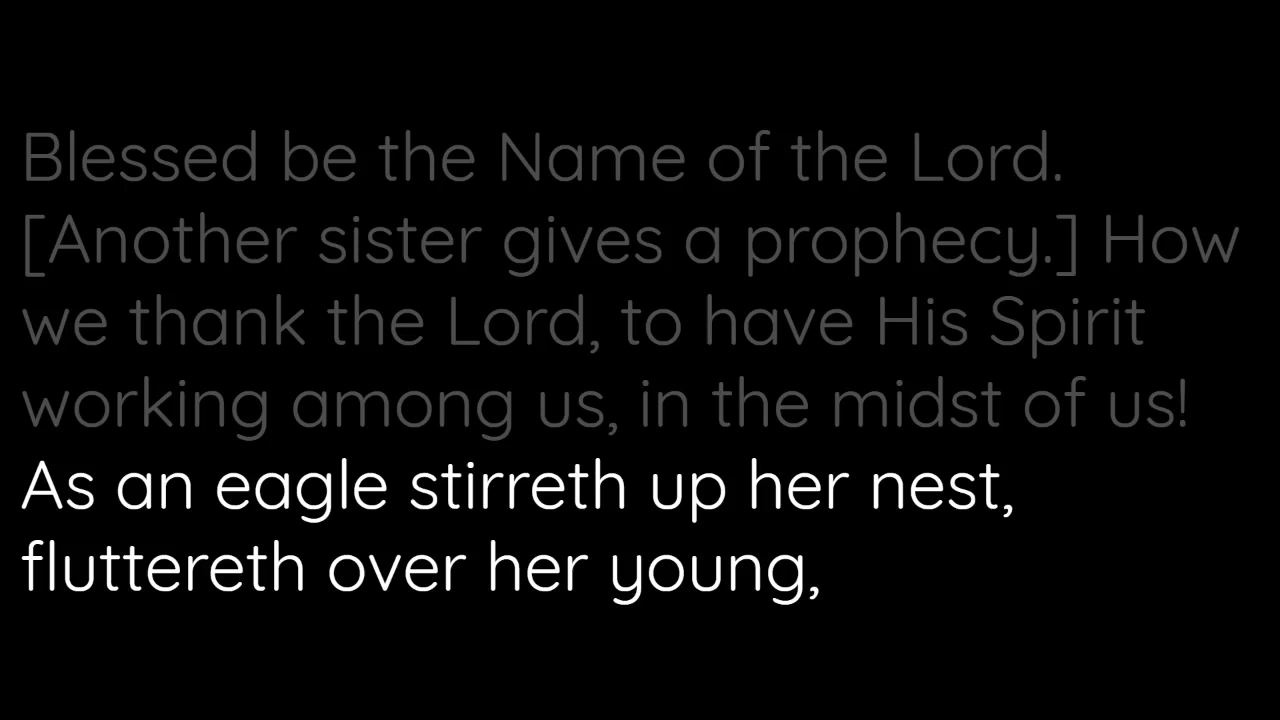 Blessed be the Name of the Lord.
[Another sister gives a prophecy.] How
we thank the Lord, to have His Spirit
working among us, in the midst of us!
As an eagle stirreth up her nest,
fluttereth over her young,